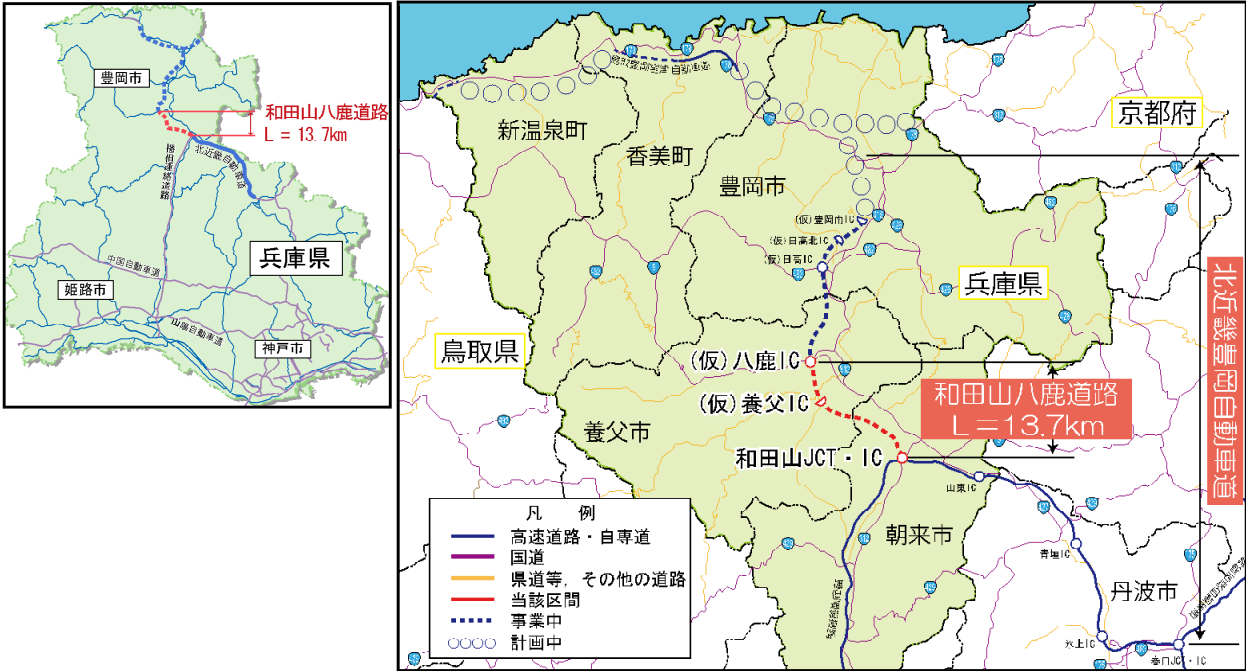 豊岡市
和田山八鹿道路
L = 13.7km
北近畿自動車道
播但連絡道路
兵庫県
中国自動車道
姫路市
山陽自動車道
神戸市
京都府
新温泉町
香美町
豊岡市
(仮)豊岡南IC
(仮)日高北IC
(仮)日高IC
兵庫県
鳥取県
(仮)八鹿IC
(仮)養父IC
和田山八鹿道路
L=13.7km
北近畿豊岡自動車道
養父市
和田山JCT・IC
山東IC
朝来市
青垣IC
丹波市
氷上IC
春日JCT・IC
凡 例
高速道路・自専道
国道
県道等，その他の道路
当該区間
事業中
計画中